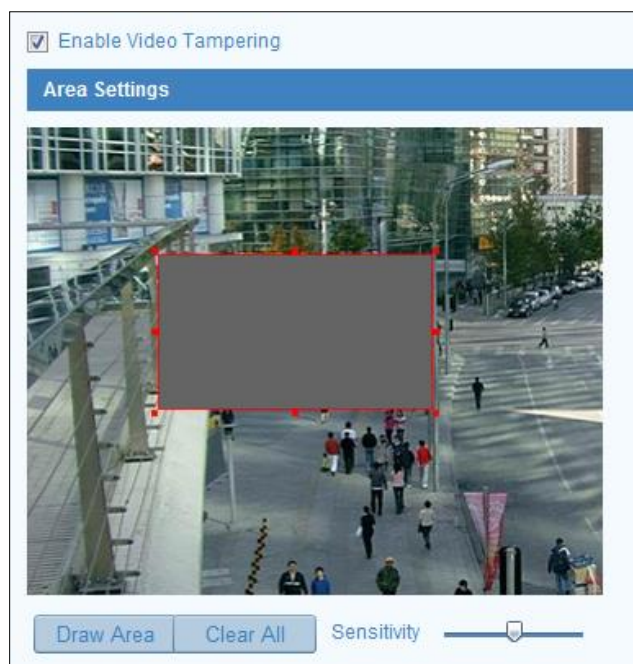 Enable Video Tampering
Area Settings
Draw Area
Clear All
Sensitivity